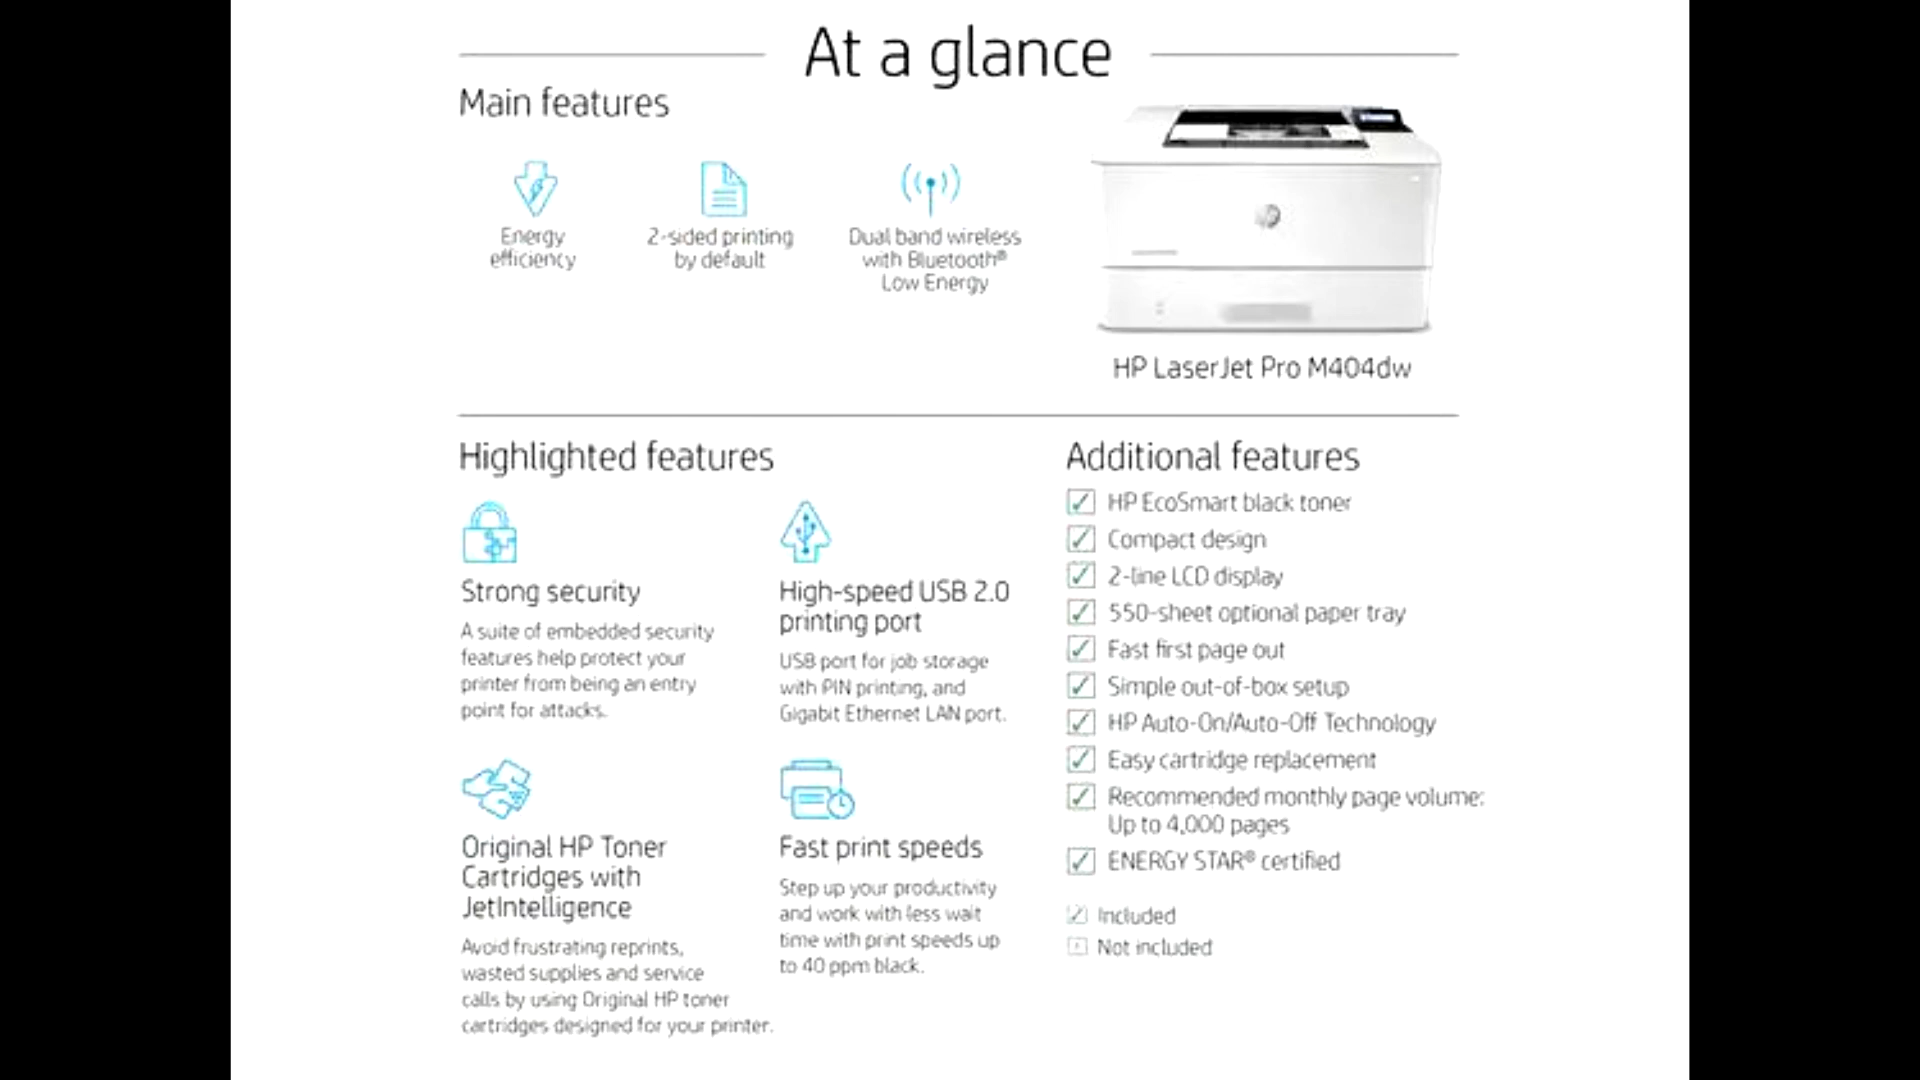 At a glance
Main features
Energy
efficiency
2-sided printing
by default
Dual band wireless
with Bluetooth®
Low Energy
hp
HP LaserJet Pro M404dw
Highlighted features
Strong security
A suite of embedded security
features help protect your
printer from being an entry
point for attacks.
High-speed USB 2.0
printing port
USB port for job storage
with PIN printing, and
Gigabit Ethernet LAN port.
Original HP Toner
Cartridges with
JetIntelligence
Avoid frustrating reprints,
wasted supplies and service
calls by using Original HP toner
cartridges designed for your printer.
Fast print speeds
Step up your productivity
and work with less wait
time with print speeds up
to 40 ppm black.
Additional features
HP EcoSmart black toner
Compact design
2-line LCD display
550-sheet optional paper tray
Fast first page out
Simple out-of-box setup
HP Auto-On/Auto-Off Technology
Easy cartridge replacement
Recommended monthly page volume:
Up to 4,000 pages
ENERGY STAR® certified
Included
Not included